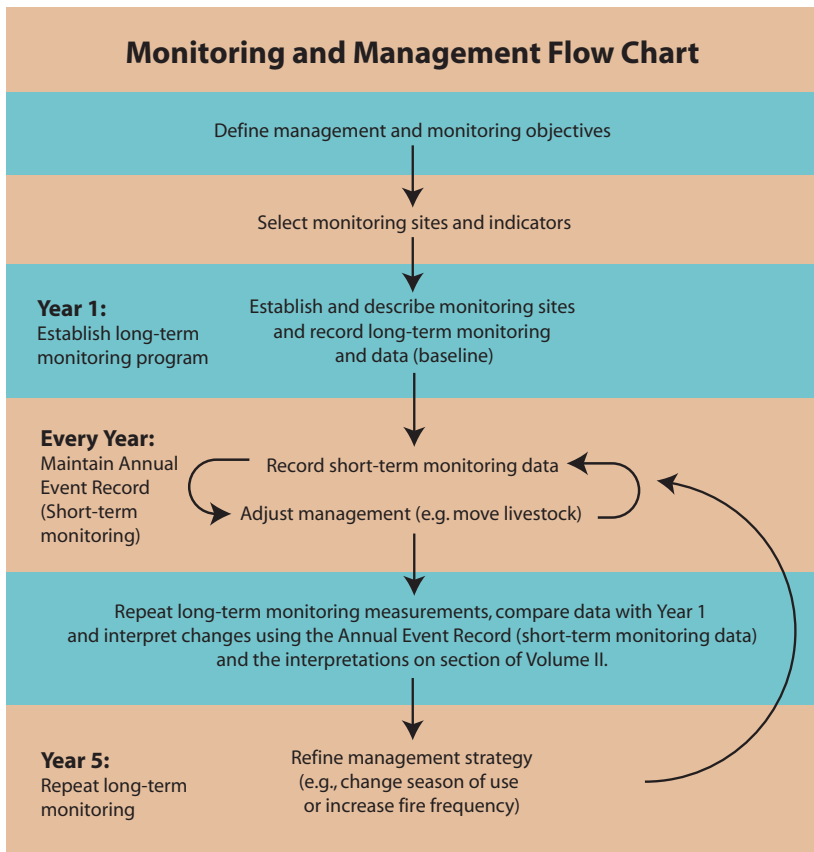 Monitoring and Management Flow Chart
Define management and monitoring objectives
Select monitoring sites and indicators
Year 1:
Establish long-term
monitoring program
Establish and describe monitoring sites
and record long-term monitoring
and data (baseline)
Every Year:
Maintain Annual
Event Record
(Short-term
monitoring)
Record short-term monitoring data
Adjust management (e.g. move livestock)
Repeat long-term monitoring measurements, compare data with Year 1
and interpret changes using the Annual Event Record (short-term monitoring data)
and the interpretations on section of Volume II.
Year 5:
Repeat long-term
monitoring
Refine management strategy
(e.g., change season of use
or increase fire frequency)